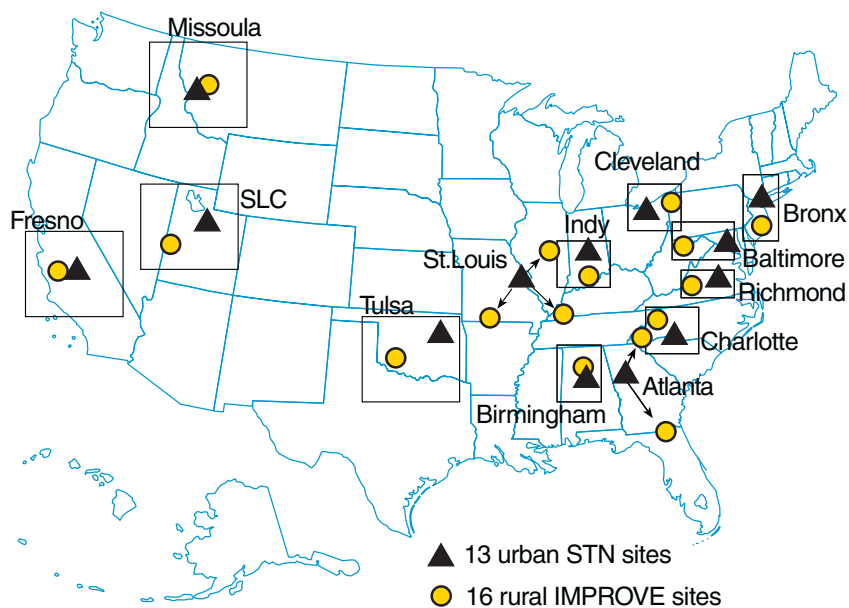 Missoula
SLC
Fresno
Cleveland
Bronx
Indy
St.Louis
Baltimore
Richmond
Tulsa
Charlotte
Atlanta
Birmingham
13 urban STN sites
16 rural IMPROVE sites